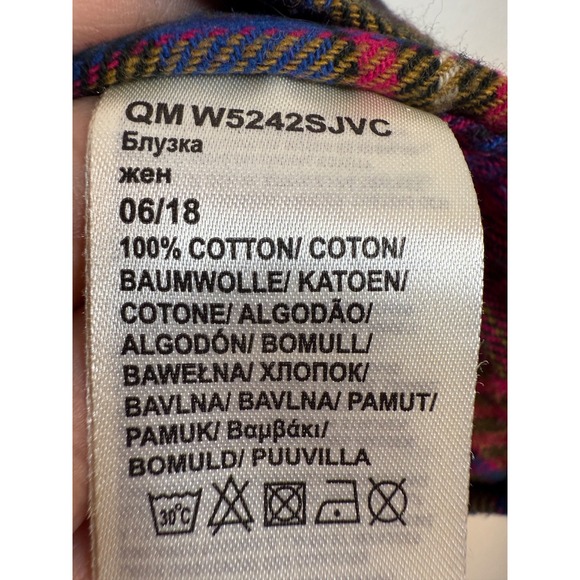 QM W5242SJVC
Блузка
жен
06/18
100% COTTON/ COTON/
BAUMWOLLE/ KATOEN/
COTONE/ ALGODÃO/
ALGODÓN/ BOMULL/
BAWEŁNA/ ХЛОПОК/
BAVLNA/ BAVLNA/ PAMUT/
PAMUK/ Βαμβάκι/
BOMULD/ PUUVILLA
30°C